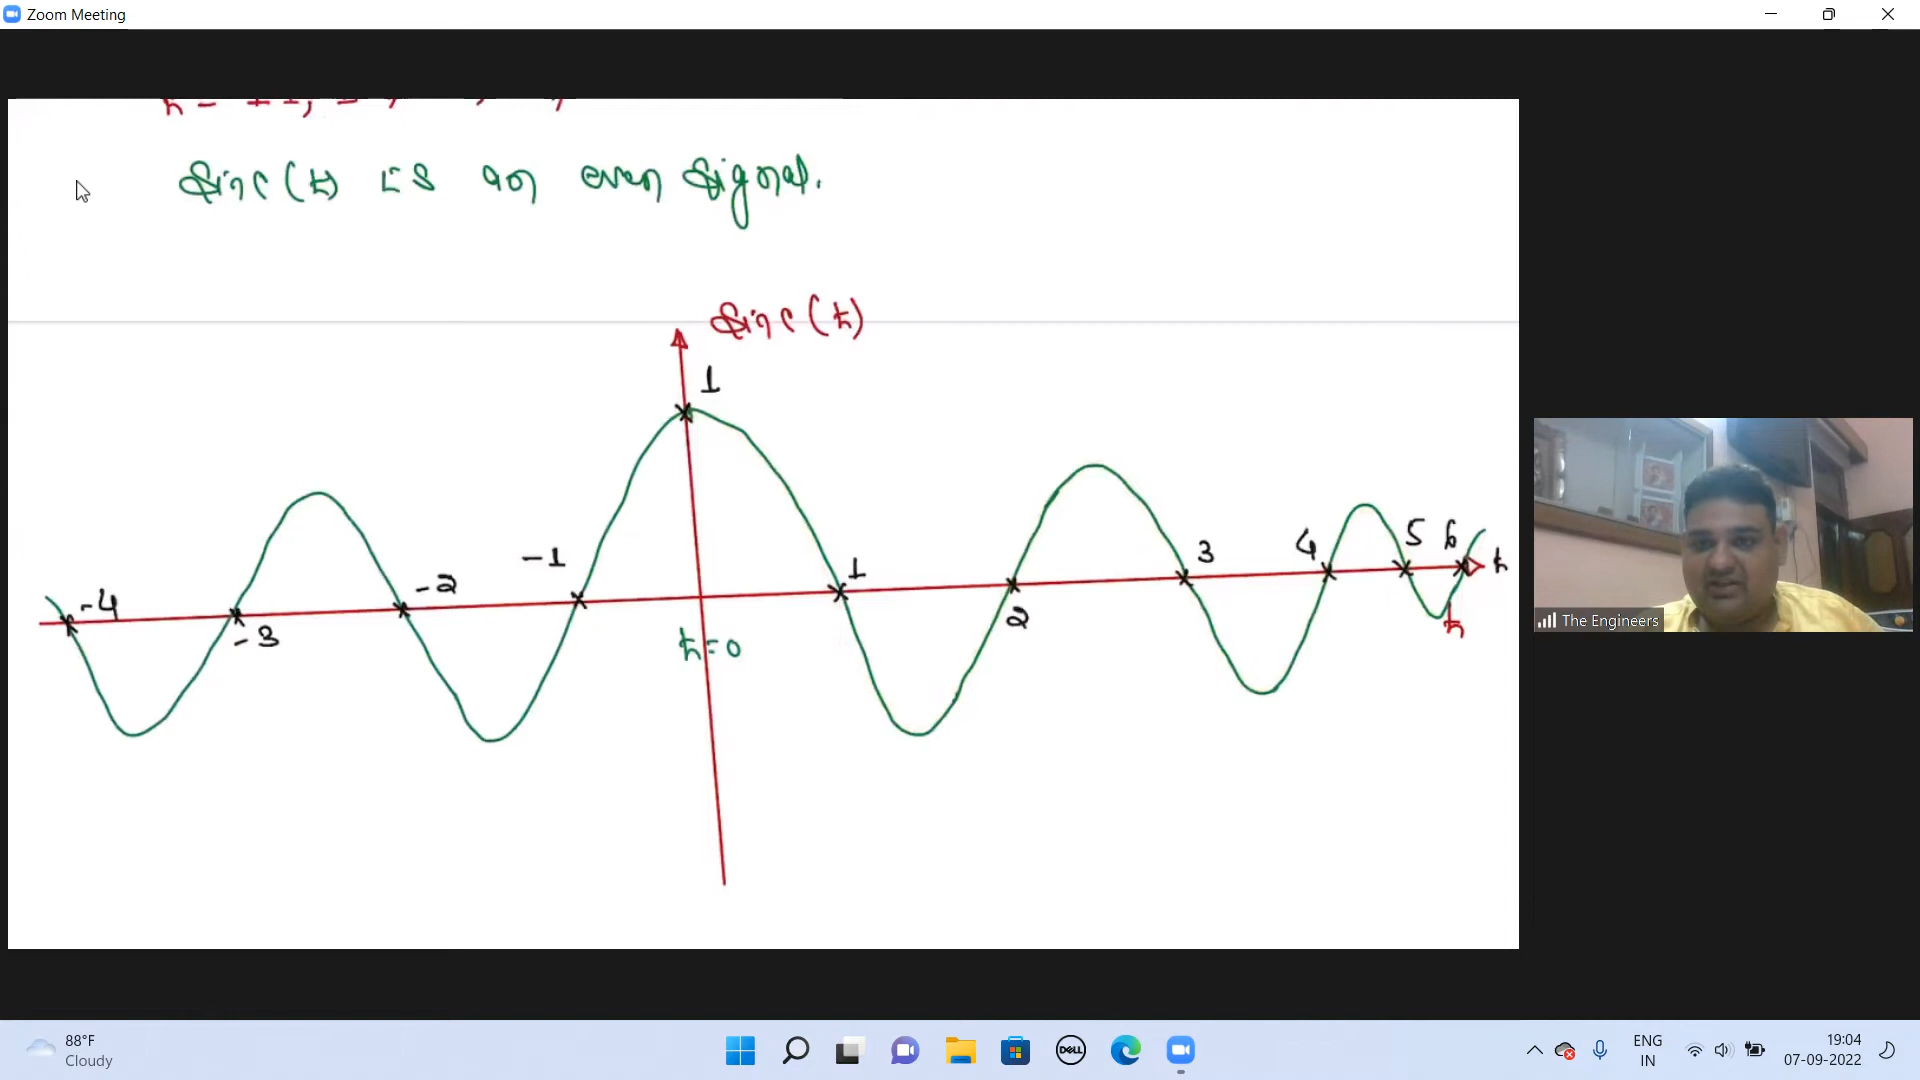 Zoom Meeting
sinc(t) is an even signal.
sinc(t)
1
-4
-3
-2
-1
t=0
1
2
3
4
5
6
t
t
The Engineers
88°F
Cloudy
DELL
ENG
IN
19:04
07-09-2022